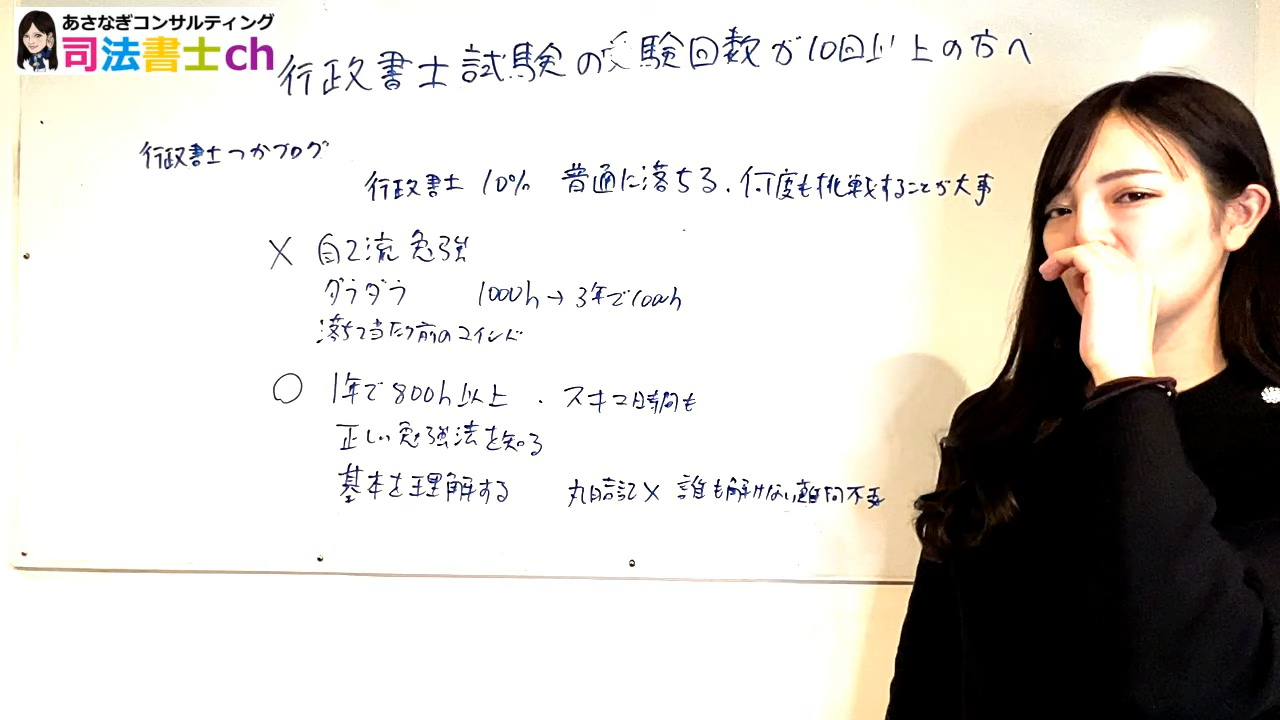 あさなぎコンサルティング
司法書士ch
行政書士試験の受験回数が10回以上の方へ
行政書士つかブログ
行政書士 10% 普通に落ちる、何度も挑戦することが大事
× 自己流勉強
ダラダラ 1000h→3年で1000h
落ちて当たり前のマインド
○ 1年で800h以上 . スキマ時間も
正しい勉強法を知る
基本を理解する 丸暗記× 誰も解けない難問不要